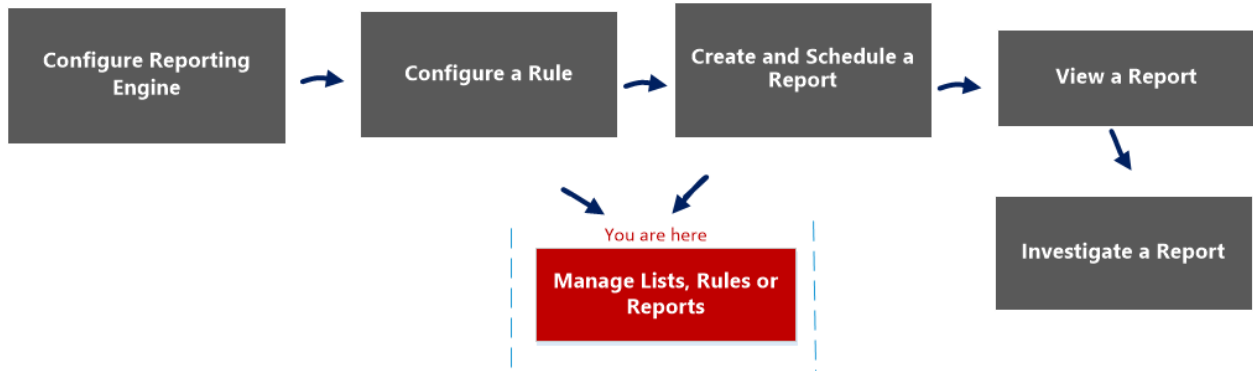 Configure Reporting
Engine
Configure a Rule
Create and Schedule a
Report
View a Report
You are here
Manage Lists, Rules or
Reports
Investigate a Report